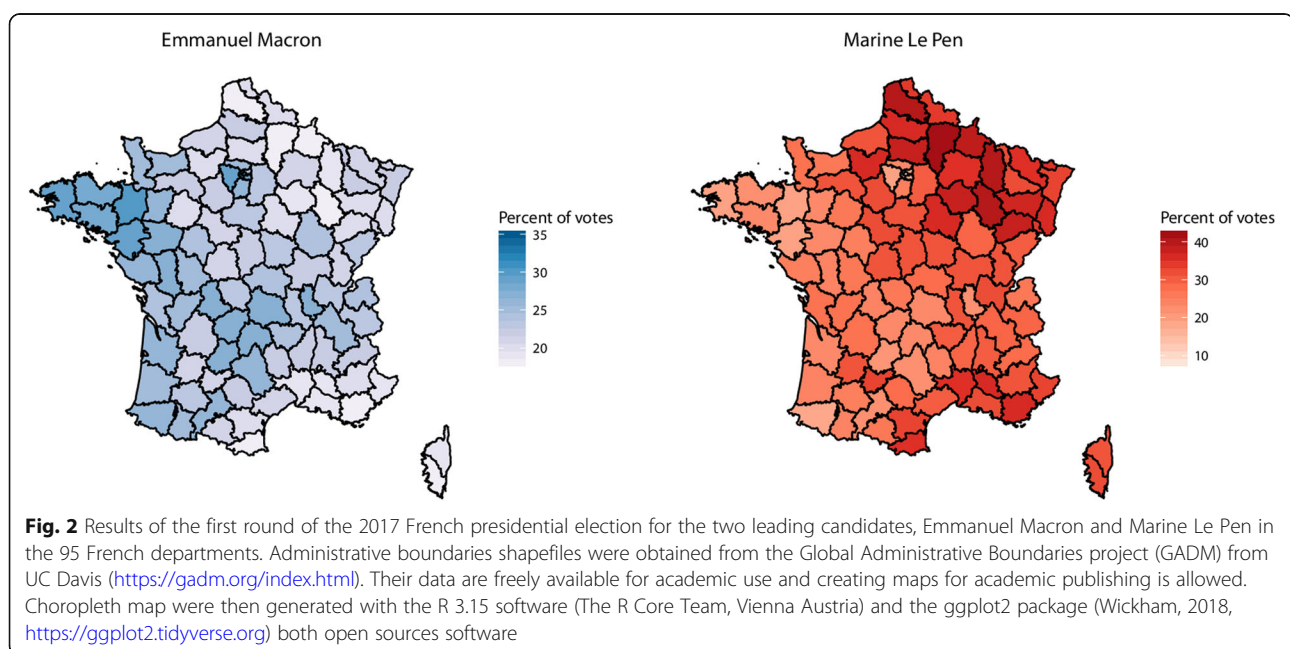 Emmanuel Macron
Marine Le Pen
Percent of votes
35
30
25
20
Percent of votes
40
30
20
10
Fig. 2 Results of the first round of the 2017 French presidential election for the two leading candidates, Emmanuel Macron and Marine Le Pen in
the 95 French departments. Administrative boundaries shapefiles were obtained from the Global Administrative Boundaries project (GADM) from
UC Davis (https://gadm.org/index.html). Their data are freely available for academic use and creating maps for academic publishing is allowed.
Choropleth map were then generated with the R 3.15 software (The R Core Team, Vienna Austria) and the ggplot2 package (Wickham, 2018,
https://ggplot2.tidyverse.org) both open sources software